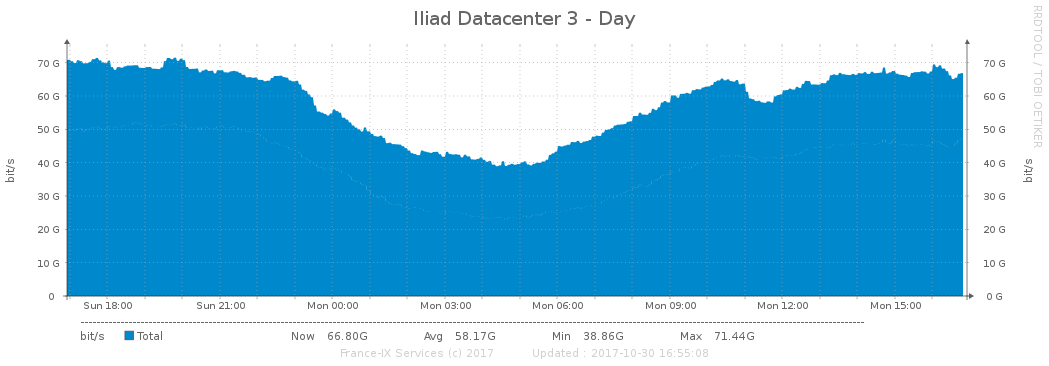 Iliad Datacenter 3 - Day
RRDTOOL / TOBI OETIKER
70 G 70 G
60 G 60 G
50 G 50 G
40 G 40 G
30 G 30 G
20 G 20 G
10 G 10 G
0 0 G
bit/s bit/s
Sun 18:00 Sun 21:00 Mon 00:00 Mon 03:00 Mon 06:00 Mon 09:00 Mon 12:00 Mon 15:00
bit/s Total Now 66.80G Avg 58.17G Min 38.86G Max 71.44G
France-IX Services (c) 2017 Updated : 2017-10-30 16:55:08